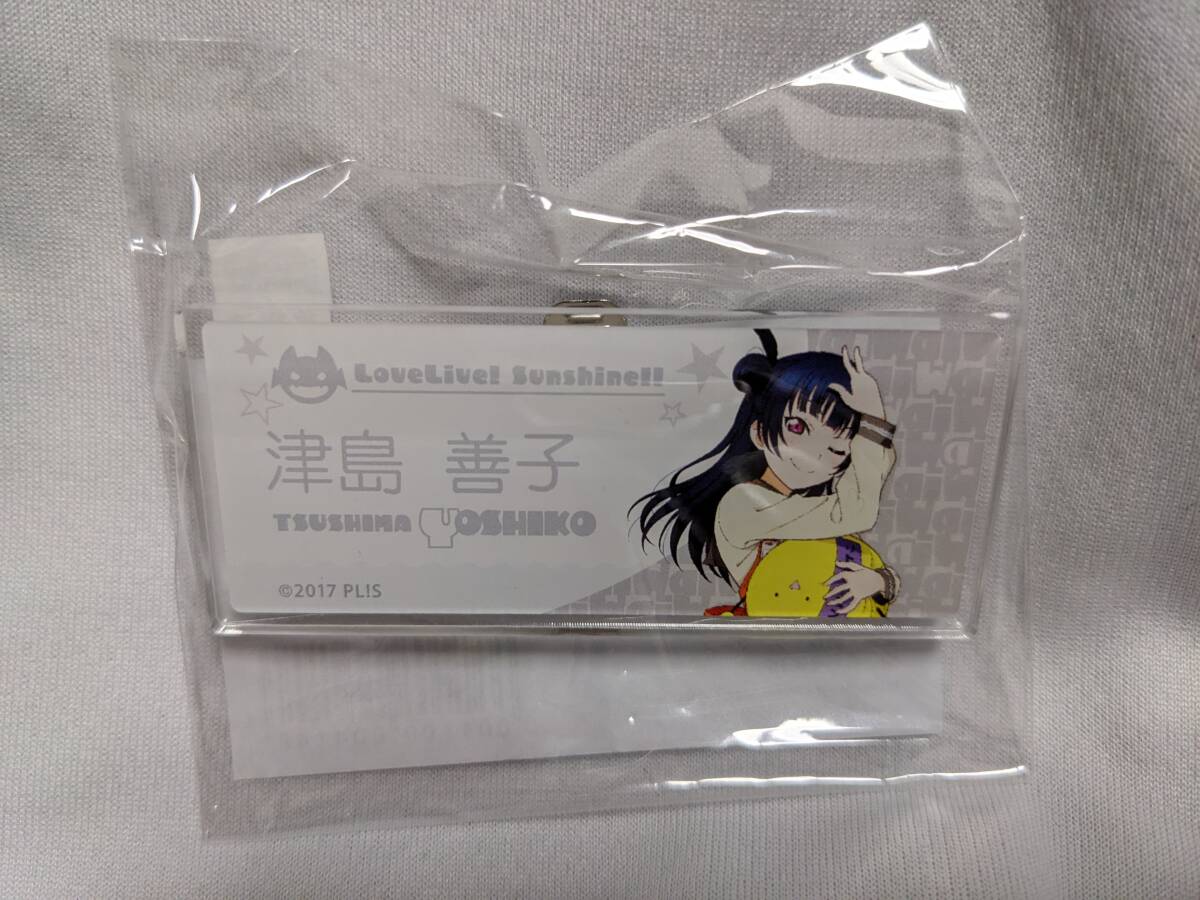 LoveLive! Sunshine!!
津島 善子
TSUSHIMA YOSHIKO
©2017 PL!S